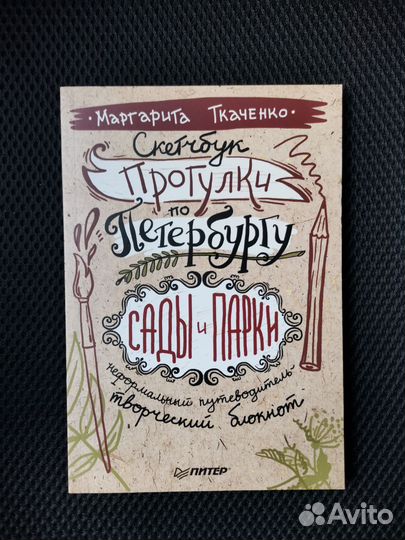 Маргарита Ткаченко
Скетчбук
Прогулки
по
Петербургу
Сады и парки
неформальный путеводитель-
творческий блокнот
ПИТЕР
Avito